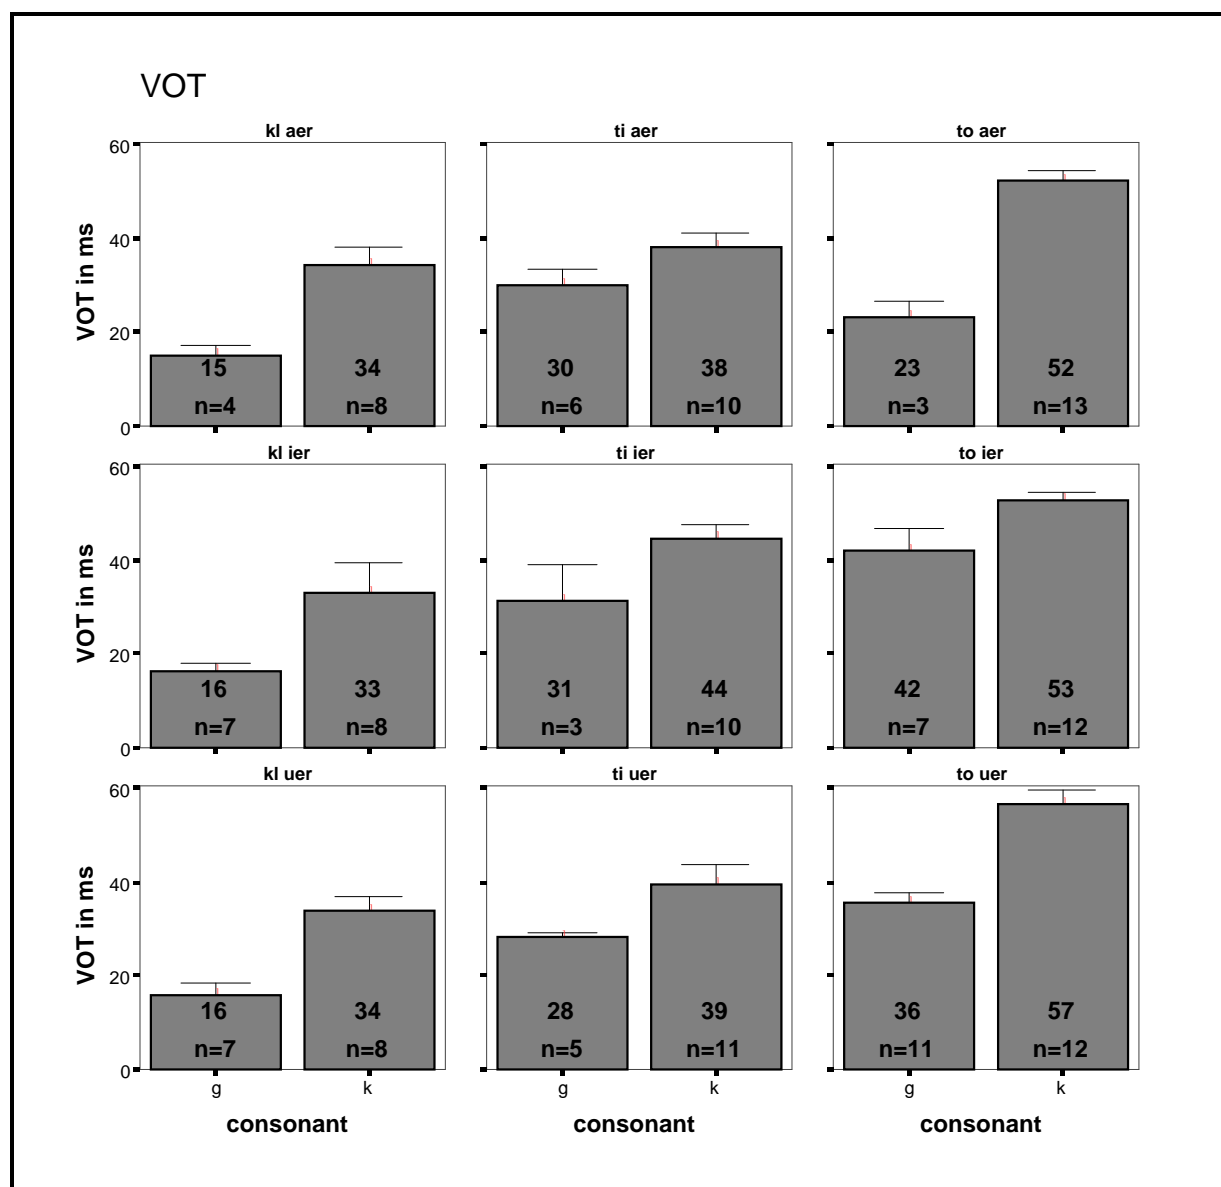 VOT
kl aer
ti aer
to aer
VOT in ms
60
40
20
0
15
n=4
34
n=8
30
n=6
38
n=10
23
n=3
52
n=13
kl ier
ti ier
to ier
VOT in ms
60
40
20
0
16
n=7
33
n=8
31
n=3
44
n=10
42
n=7
53
n=12
kl uer
ti uer
to uer
VOT in ms
60
40
20
0
16
n=7
34
n=8
28
n=5
39
n=11
36
n=11
57
n=12
g
k
g
k
g
k
consonant
consonant
consonant